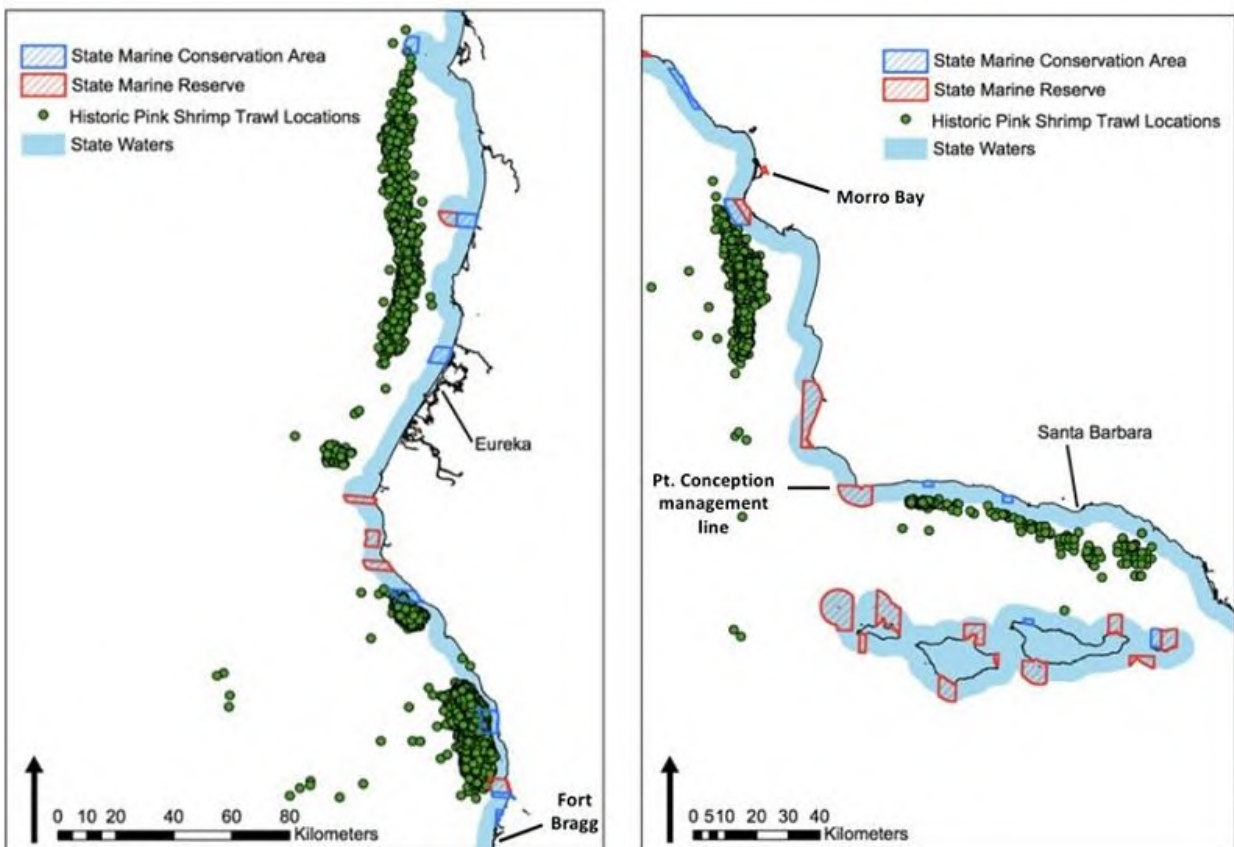 State Marine Conservation Area
State Marine Reserve
Historic Pink Shrimp Trawl Locations
State Waters
Eureka
Fort
Bragg
0 10 20 40 60 80
Kilometers
State Marine Conservation Area
State Marine Reserve
Historic Pink Shrimp Trawl Locations
State Waters
Morro Bay
Santa Barbara
Pt. Conception
management
line
0 5 10 20 30 40
Kilometers